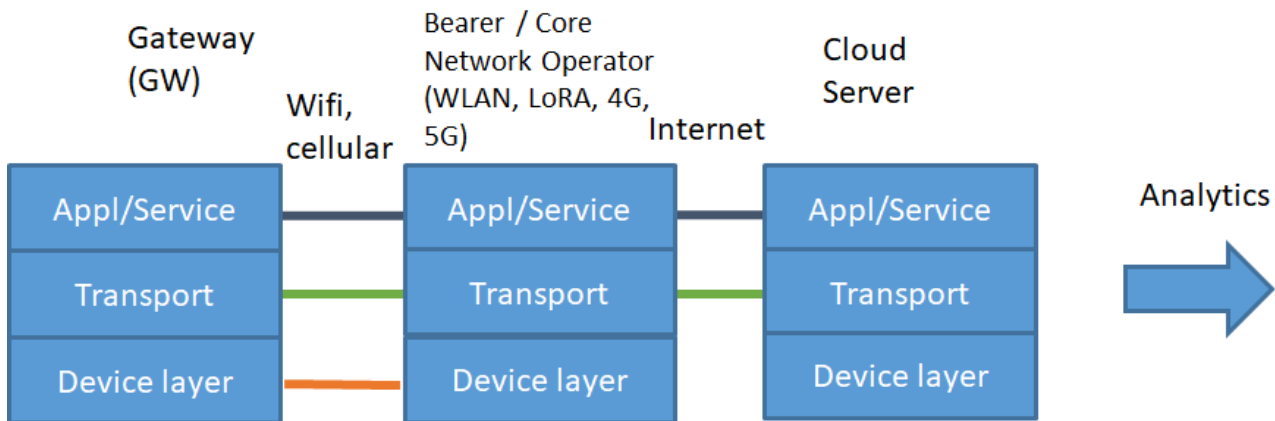 Gateway
(GW)
Wifi,
cellular
Bearer / Core
Network Operator
(WLAN, LoRA, 4G,
5G)
Internet
Cloud
Server
Analytics
Appl/Service
Appl/Service
Appl/Service
Transport
Transport
Transport
Device layer
Device layer
Device layer